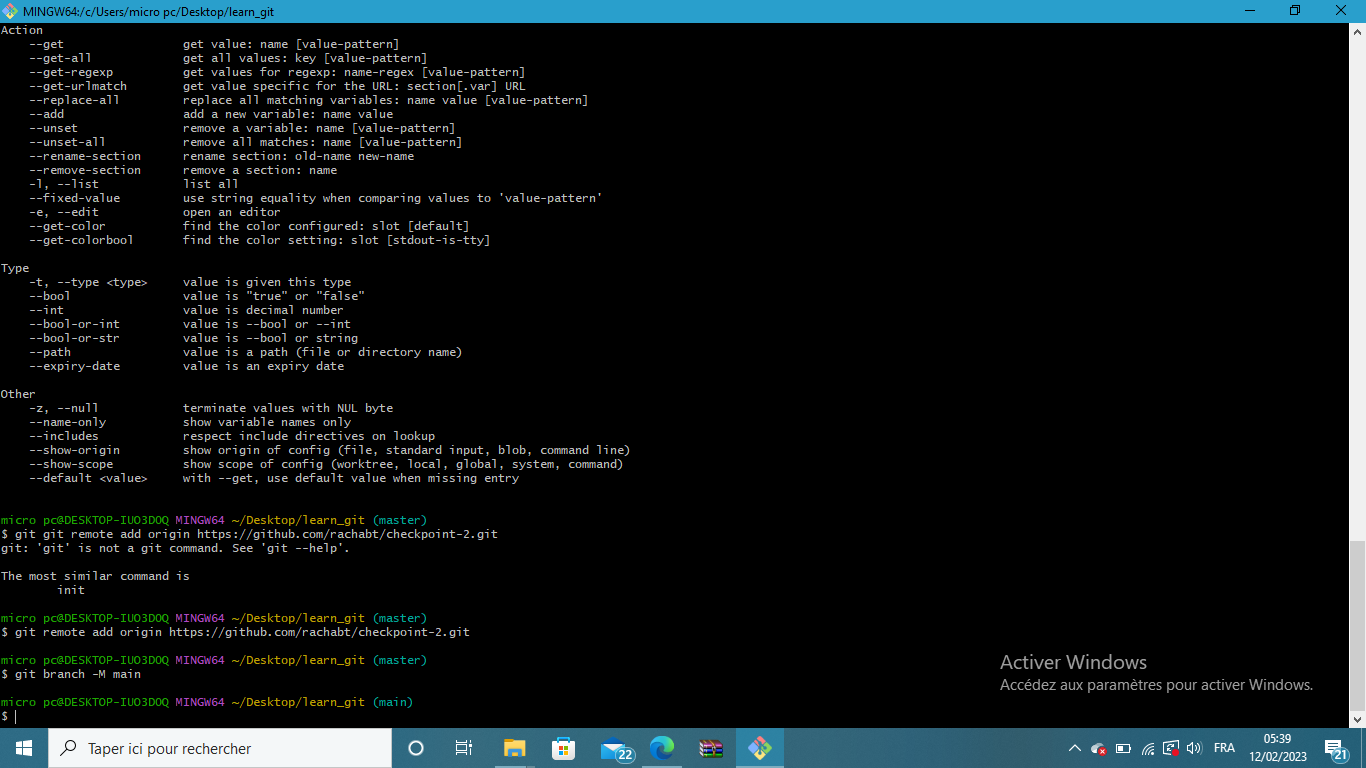 MINGW64:/c/Users/micro pc/Desktop/learn_git
Action
    --get                 get value: name [value-pattern]
    --get-all             get all values: key [value-pattern]
    --get-regexp          get values for regexp: name-regex [value-pattern]
    --get-urlmatch        get value specific for the URL: section[.var] URL
    --replace-all         replace all matching variables: name value [value-pattern]
    --add                 add a new variable: name value
    --unset               remove a variable: name [value-pattern]
    --unset-all           remove all matches: name [value-pattern]
    --rename-section      rename section: old-name new-name
    --remove-section      remove a section: name
    -l, --list            list all
    --fixed-value         use string equality when comparing values to 'value-pattern'
    -e, --edit            open an editor
    --get-color           find the color configured: slot [default]
    --get-colorbool       find the color setting: slot [stdout-is-tty]
Type
    -t, --type <type>     value is given this type
    --bool                value is "true" or "false"
    --int                 value is decimal number
    --bool-or-int         value is --bool or --int
    --bool-or-str         value is --bool or string
    --path                value is a path (file or directory name)
    --expiry-date         value is an expiry date
Other
    -z, --null            terminate values with NUL byte
    --name-only           show variable names only
    --includes            respect include directives on lookup
    --show-origin         show origin of config (file, standard input, blob, command line)
    --show-scope          show scope of config (worktree, local, global, system, command)
    --default <value>     with --get, use default value when missing entry
micro pc@DESKTOP-IUO3DOQ MINGW64 ~/Desktop/learn_git (master)
$ git git remote add origin https://github.com/rachabt/checkpoint-2.git
git: 'git' is not a git command. See 'git --help'.
The most similar command is
        init
micro pc@DESKTOP-IUO3DOQ MINGW64 ~/Desktop/learn_git (master)
$ git remote add origin https://github.com/rachabt/checkpoint-2.git
micro pc@DESKTOP-IUO3DOQ MINGW64 ~/Desktop/learn_git (master)
$ git branch -M main
micro pc@DESKTOP-IUO3DOQ MINGW64 ~/Desktop/learn_git (main)
$
Activer Windows
Accédez aux paramètres pour activer Windows.
Taper ici pour rechercher
22
FRA
05:39
12/02/2023
21